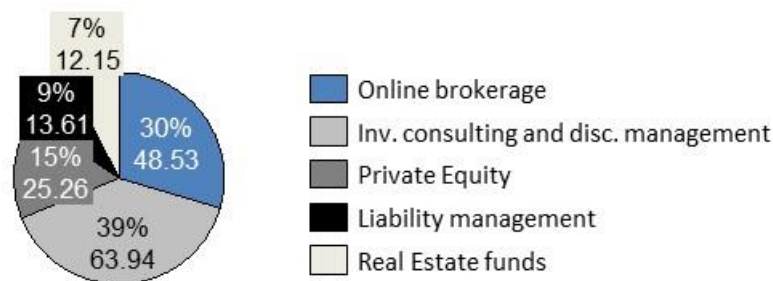 7%
12.15
9%
13.61
30%
48.53
15%
25.26
39%
63.94
Online brokerage
Inv. consulting and disc. management
Private Equity
Liability management
Real Estate funds